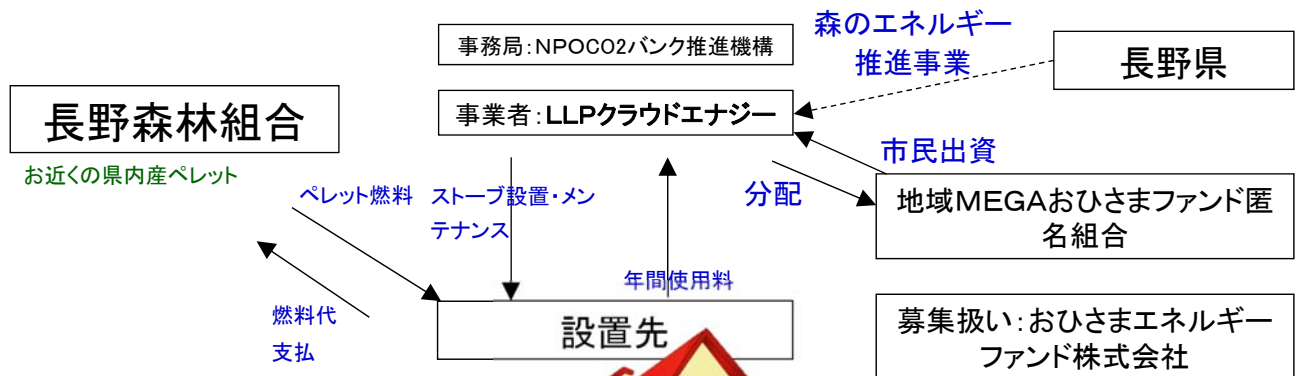 森のエネルギー
推進事業
事務局：NPOCO2バンク推進機構
長野県
長野森林組合
事業者：LLPクラウドエナジー
お近くの県内産ペレット
市民出資
ペレット燃料
ストーブ設置・メン
テナンス
分配
地域MEGAおひさまファンド匿
名組合
年間使用料
燃料代
支払
設置先
募集扱い：おひさまエネルギー
ファンド株式会社